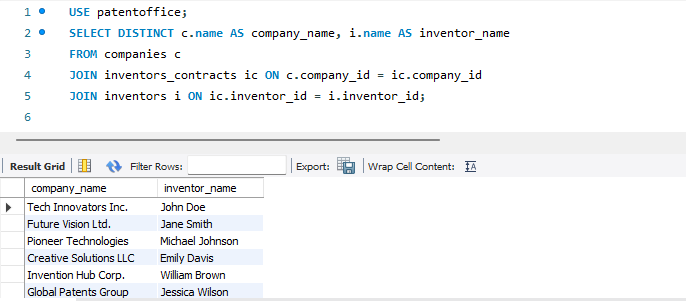 1 USE patentoffice;
2 SELECT DISTINCT c.name AS company_name, i.name AS inventor_name
3 FROM companies c
4 JOIN inventors_contracts ic ON c.company_id = ic.company_id
5 JOIN inventors i ON ic.inventor_id = i.inventor_id;
6
Result Grid Filter Rows: Export: Wrap Cell Content: IA
company_name inventor_name
Tech Innovators Inc. John Doe
Future Vision Ltd. Jane Smith
Pioneer Technologies Michael Johnson
Creative Solutions LLC Emily Davis
Invention Hub Corp. William Brown
Global Patents Group Jessica Wilson